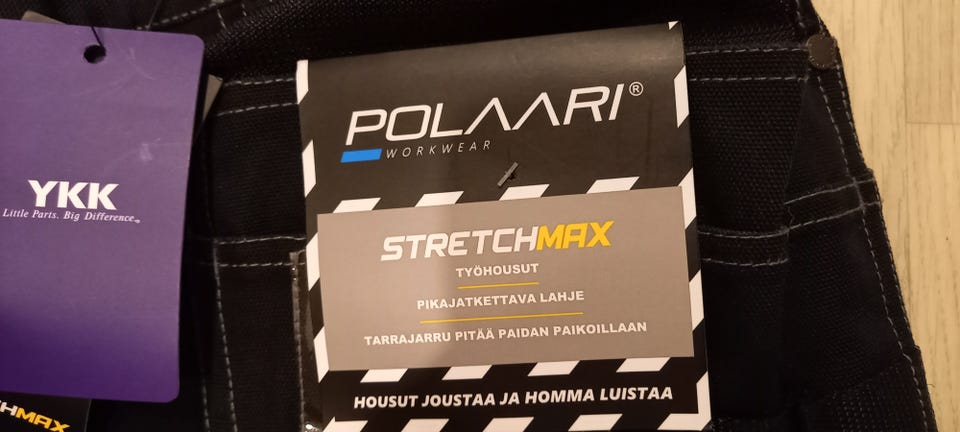 YKK
Little Parts. Big Difference.
POLAARI®
WORKWEAR
STRETCHMAX
TYÖHOUSUT
PIKAJATKETTAVA LAHJE
TARRAJARRU PITÄÄ PAIDAN PAIKOILLAAN
HOUSUT JOUSTAA JA HOMMA LUISTAA
HMAX